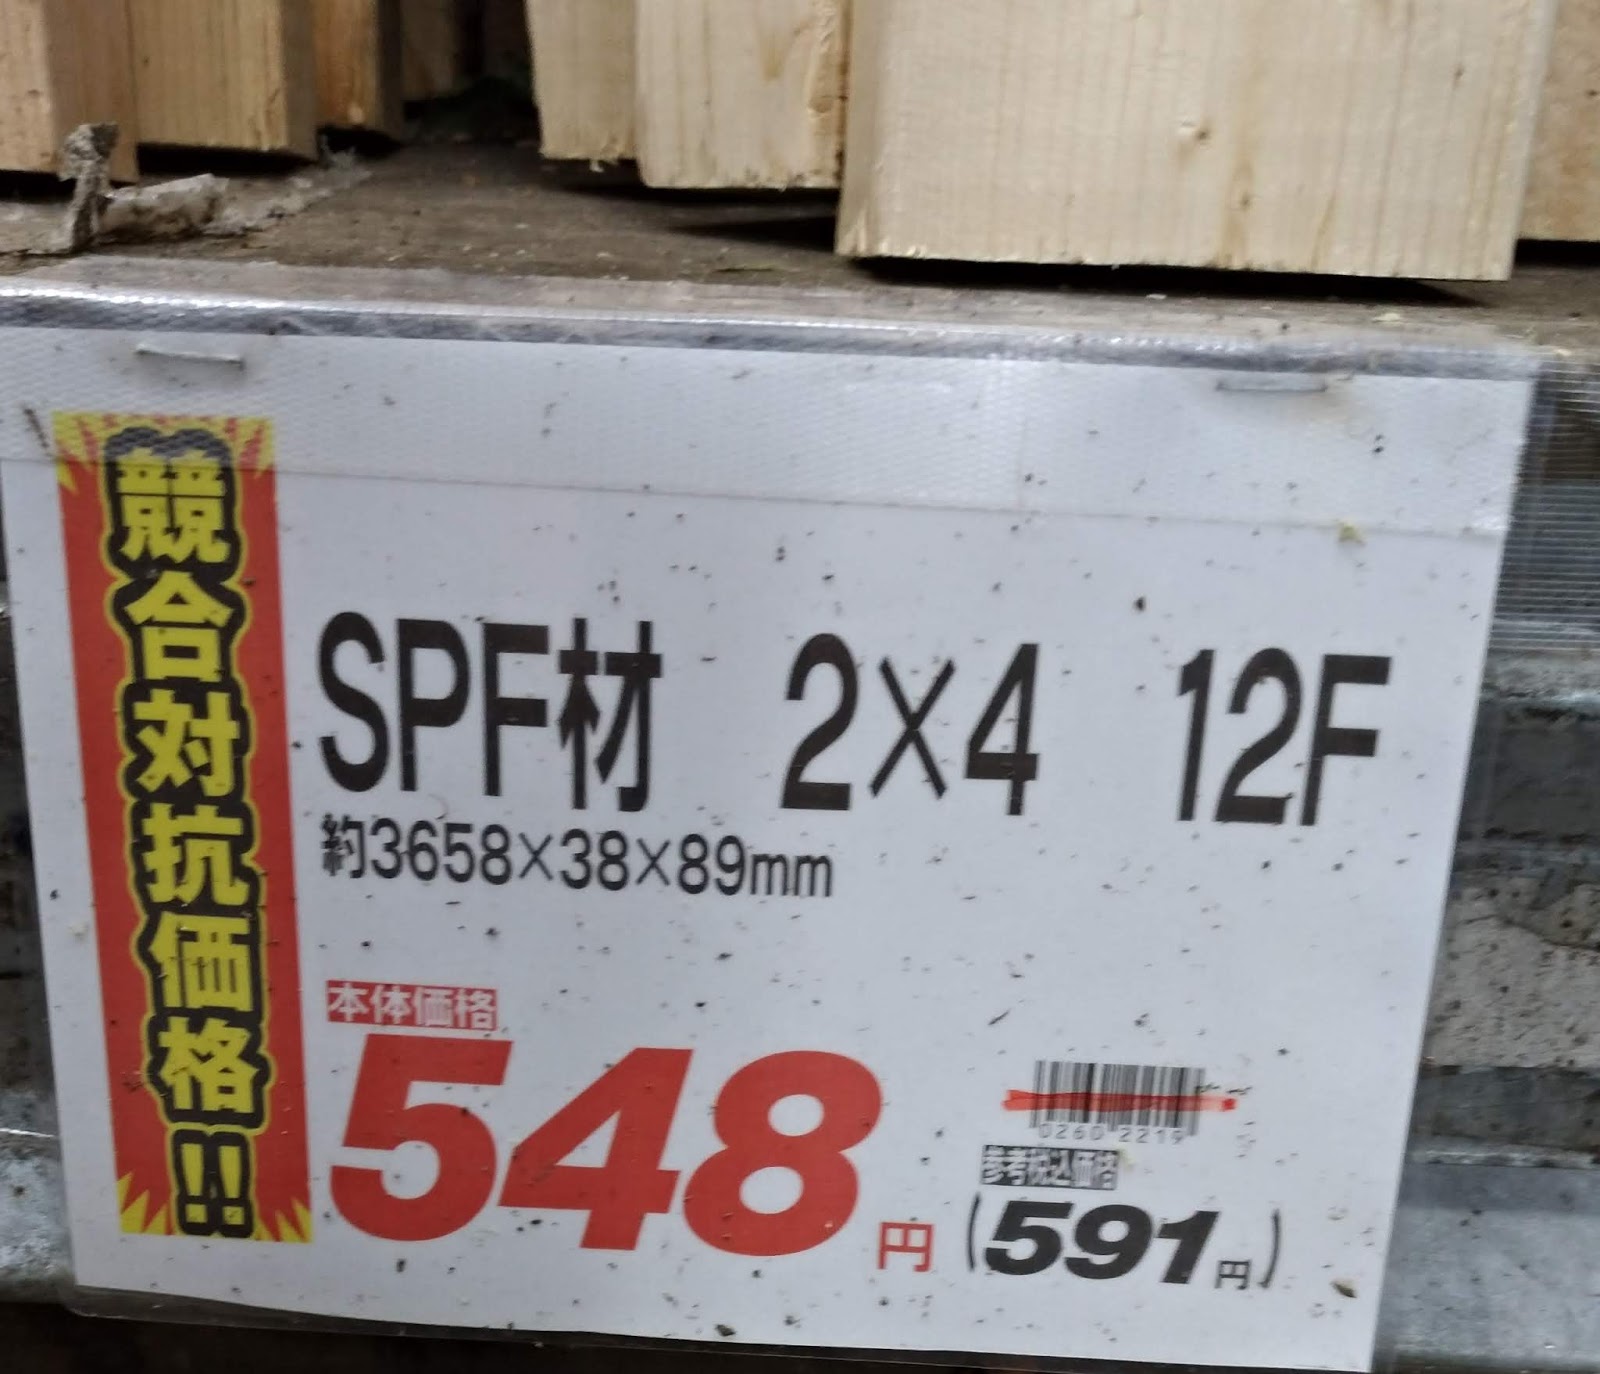 競合対抗価格!!
SPF材 2×4 12F
約3658×38×89mm
本体価格
548円
0260 2219
参考税込価格
(591円)